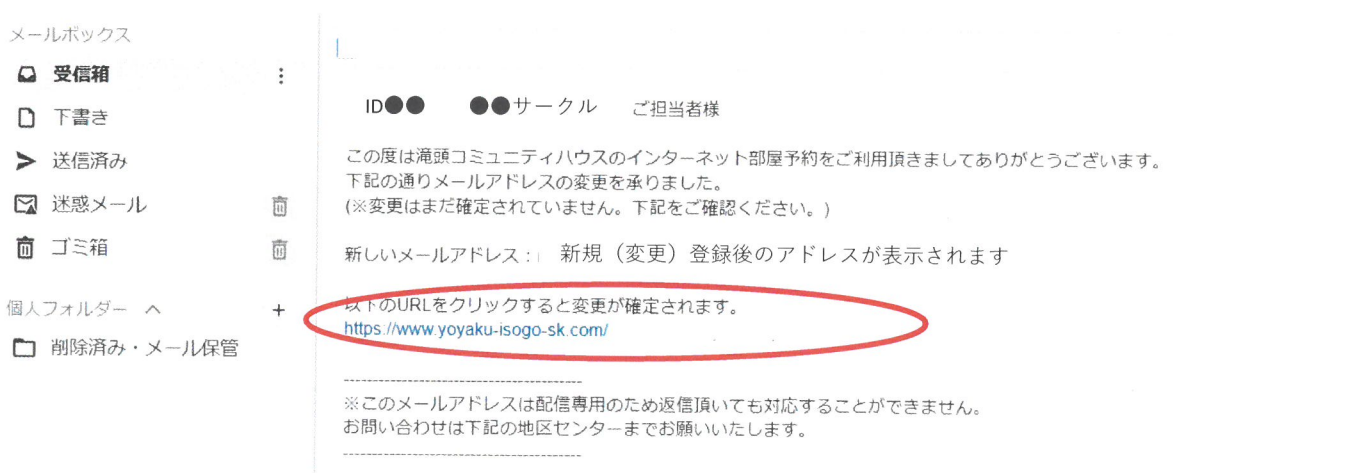 メールボックス
受信箱
下書き
送信済み
迷惑メール
ゴミ箱
個人フォルダー
削除済み・メール保管
ID●● ●●サークル ご担当者様
この度は滝頭コミュニティハウスのインターネット部屋予約をご利用頂きましてありがとうございます。
下記の通りメールアドレスの変更を承りました。
(※変更はまだ確定されていません。下記をご確認ください。)
新しいメールアドレス： 新規（変更）登録後のアドレスが表示されます
以下のURLをクリックすると変更が確定されます。
https://www.yoyaku-isogo-sk.com/
----------------------------------------
※このメールアドレスは配信専用のため返信頂いても対応することができません。
お問い合わせは下記の地区センターまでお願いいたします。
----------------------------------------